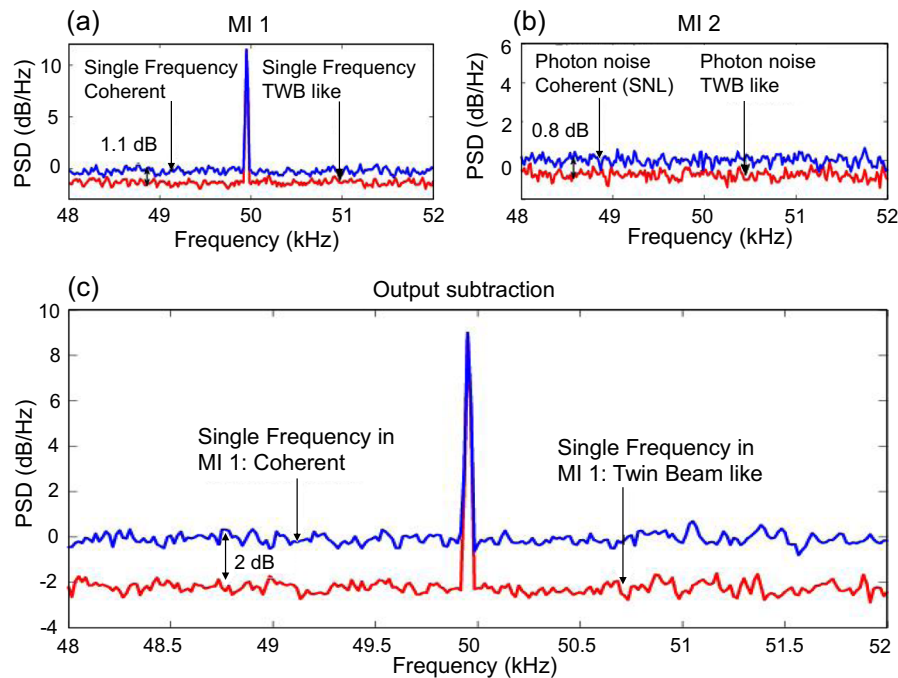 (a) MI 1
PSD (dB/Hz)
10
5
0
Single Frequency
Coherent
Single Frequency
TWB like
1.1 dB
48 49 50 51 52
Frequency (kHz)
(b) MI 2
PSD (dB/Hz)
6
4
2
0
Photon noise
Coherent (SNL)
Photon noise
TWB like
0.8 dB
48 49 50 51 52
Frequency (kHz)
(c) Output subtraction
PSD (dB/Hz)
10
8
6
4
2
0
-2
-4
Single Frequency in
MI 1: Coherent
Single Frequency in
MI 1: Twin Beam like
2 dB
48 48.5 49 49.5 50 50.5 51 51.5 52
Frequency (kHz)